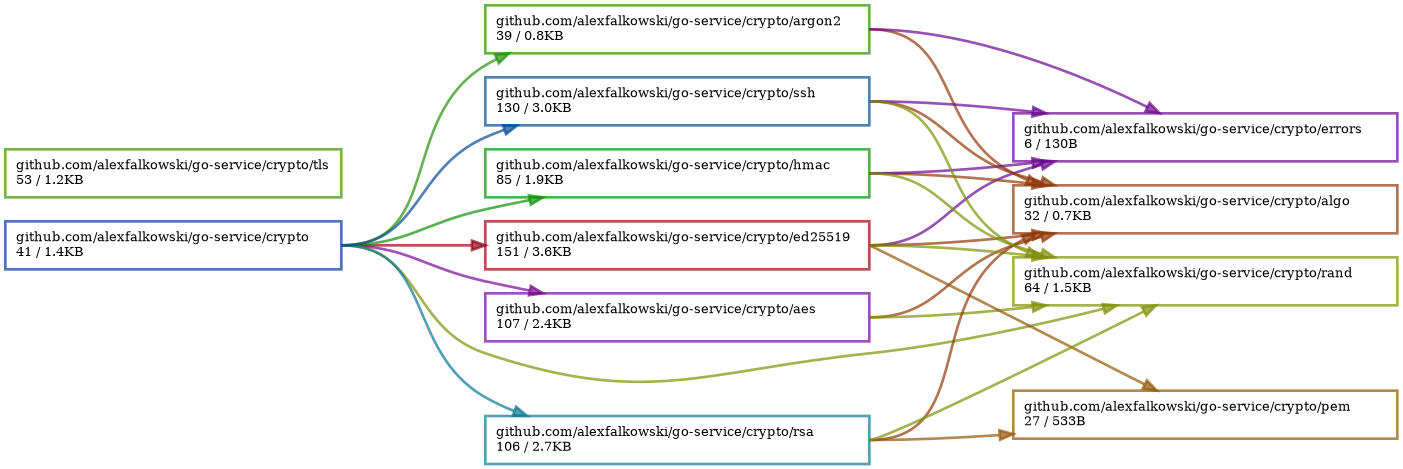 github.com/alexfalkowski/go-service/crypto/tls
53 / 1.2KB
github.com/alexfalkowski/go-service/crypto
41 / 1.4KB
github.com/alexfalkowski/go-service/crypto/argon2
39 / 0.8KB
github.com/alexfalkowski/go-service/crypto/ssh
130 / 3.0KB
github.com/alexfalkowski/go-service/crypto/hmac
85 / 1.9KB
github.com/alexfalkowski/go-service/crypto/ed25519
151 / 3.6KB
github.com/alexfalkowski/go-service/crypto/aes
107 / 2.4KB
github.com/alexfalkowski/go-service/crypto/rsa
106 / 2.7KB
github.com/alexfalkowski/go-service/crypto/errors
6 / 130B
github.com/alexfalkowski/go-service/crypto/algo
32 / 0.7KB
github.com/alexfalkowski/go-service/crypto/rand
64 / 1.5KB
github.com/alexfalkowski/go-service/crypto/pem
27 / 533B